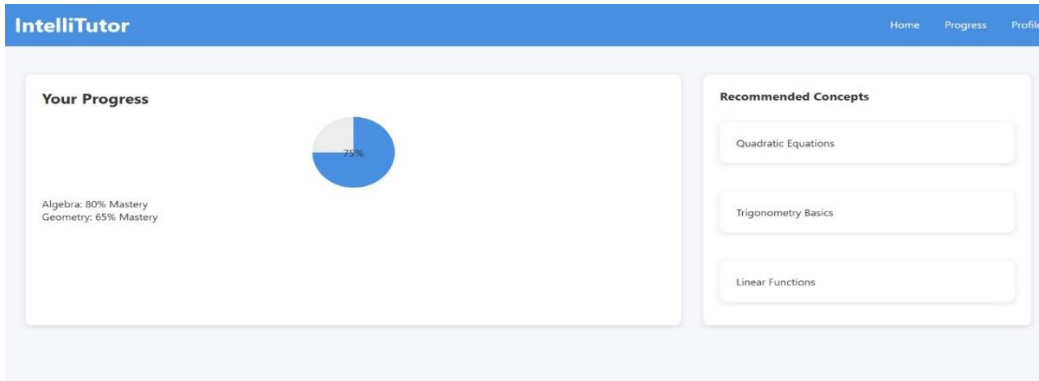 IntelliTutor
Home Progress Profile
Your Progress
75%
Algebra: 80% Mastery
Geometry: 65% Mastery
Recommended Concepts
Quadratic Equations
Trigonometry Basics
Linear Functions